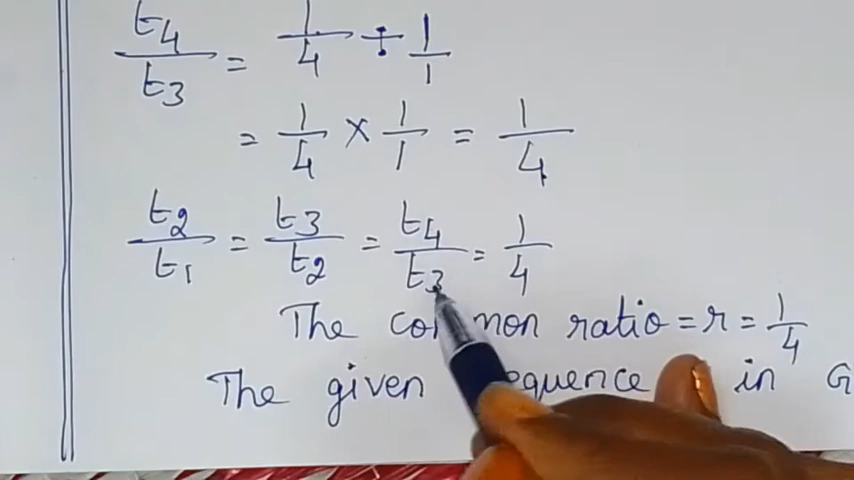 t4/t3 = 1/4 ÷ 1/1
= 1/4 × 1/1 = 1/4
t2/t1 = t3/t2 = t4/t3 = 1/4
The common ratio = r = 1/4
The given sequence in G